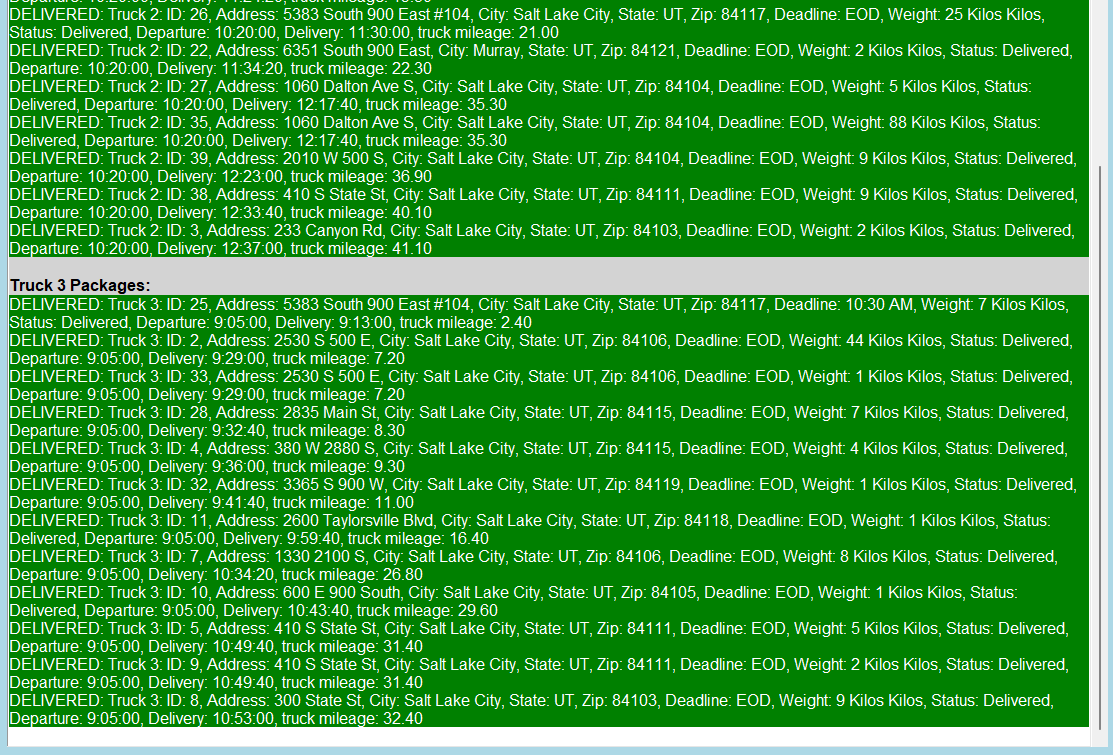 DELIVERED: Truck 2: ID: 26, Address: 5383 South 900 East #104, City: Salt Lake City, State: UT, Zip: 84117, Deadline: EOD, Weight: 25 Kilos Kilos,
Status: Delivered, Departure: 10:20:00, Delivery: 11:30:00, truck mileage: 21.00
DELIVERED: Truck 2: ID: 22, Address: 6351 South 900 East, City: Murray, State: UT, Zip: 84121, Deadline: EOD, Weight: 2 Kilos Kilos, Status: Delivered,
Departure: 10:20:00, Delivery: 11:34:20, truck mileage: 22.30
DELIVERED: Truck 2: ID: 27, Address: 1060 Dalton Ave S, City: Salt Lake City, State: UT, Zip: 84104, Deadline: EOD, Weight: 5 Kilos Kilos, Status:
Delivered, Departure: 10:20:00, Delivery: 12:17:40, truck mileage: 35.30
DELIVERED: Truck 2: ID: 35, Address: 1060 Dalton Ave S, City: Salt Lake City, State: UT, Zip: 84104, Deadline: EOD, Weight: 88 Kilos Kilos, Status:
Delivered, Departure: 10:20:00, Delivery: 12:17:40, truck mileage: 35.30
DELIVERED: Truck 2: ID: 39, Address: 2010 W 500 S, City: Salt Lake City, State: UT, Zip: 84104, Deadline: EOD, Weight: 9 Kilos Kilos, Status: Delivered,
Departure: 10:20:00, Delivery: 12:23:00, truck mileage: 36.90
DELIVERED: Truck 2: ID: 38, Address: 410 S State St, City: Salt Lake City, State: UT, Zip: 84111, Deadline: EOD, Weight: 9 Kilos Kilos, Status: Delivered,
Departure: 10:20:00, Delivery: 12:33:40, truck mileage: 40.10
DELIVERED: Truck 2: ID: 3, Address: 233 Canyon Rd, City: Salt Lake City, State: UT, Zip: 84103, Deadline: EOD, Weight: 2 Kilos Kilos, Status: Delivered,
Departure: 10:20:00, Delivery: 12:37:00, truck mileage: 41.10
Truck 3 Packages:
DELIVERED: Truck 3: ID: 25, Address: 5383 South 900 East #104, City: Salt Lake City, State: UT, Zip: 84117, Deadline: 10:30 AM, Weight: 7 Kilos Kilos,
Status: Delivered, Departure: 9:05:00, Delivery: 9:13:00, truck mileage: 2.40
DELIVERED: Truck 3: ID: 2, Address: 2530 S 500 E, City: Salt Lake City, State: UT, Zip: 84106, Deadline: EOD, Weight: 44 Kilos Kilos, Status: Delivered,
Departure: 9:05:00, Delivery: 9:29:00, truck mileage: 7.20
DELIVERED: Truck 3: ID: 33, Address: 2530 S 500 E, City: Salt Lake City, State: UT, Zip: 84106, Deadline: EOD, Weight: 1 Kilos Kilos, Status: Delivered,
Departure: 9:05:00, Delivery: 9:29:00, truck mileage: 7.20
DELIVERED: Truck 3: ID: 28, Address: 2835 Main St, City: Salt Lake City, State: UT, Zip: 84115, Deadline: EOD, Weight: 7 Kilos Kilos, Status: Delivered,
Departure: 9:05:00, Delivery: 9:32:40, truck mileage: 8.30
DELIVERED: Truck 3: ID: 4, Address: 380 W 2880 S, City: Salt Lake City, State: UT, Zip: 84115, Deadline: EOD, Weight: 4 Kilos Kilos, Status: Delivered,
Departure: 9:05:00, Delivery: 9:36:00, truck mileage: 9.30
DELIVERED: Truck 3: ID: 32, Address: 3365 S 900 W, City: Salt Lake City, State: UT, Zip: 84119, Deadline: EOD, Weight: 1 Kilos Kilos, Status: Delivered,
Departure: 9:05:00, Delivery: 9:41:40, truck mileage: 11.00
DELIVERED: Truck 3: ID: 11, Address: 2600 Taylorsville Blvd, City: Salt Lake City, State: UT, Zip: 84118, Deadline: EOD, Weight: 1 Kilos Kilos, Status:
Delivered, Departure: 9:05:00, Delivery: 9:59:40, truck mileage: 16.40
DELIVERED: Truck 3: ID: 7, Address: 1330 2100 S, City: Salt Lake City, State: UT, Zip: 84106, Deadline: EOD, Weight: 8 Kilos Kilos, Status: Delivered,
Departure: 9:05:00, Delivery: 10:34:20, truck mileage: 26.80
DELIVERED: Truck 3: ID: 10, Address: 600 E 900 South, City: Salt Lake City, State: UT, Zip: 84105, Deadline: EOD, Weight: 1 Kilos Kilos, Status:
Delivered, Departure: 9:05:00, Delivery: 10:43:40, truck mileage: 29.60
DELIVERED: Truck 3: ID: 5, Address: 410 S State St, City: Salt Lake City, State: UT, Zip: 84111, Deadline: EOD, Weight: 5 Kilos Kilos, Status: Delivered,
Departure: 9:05:00, Delivery: 10:49:40, truck mileage: 31.40
DELIVERED: Truck 3: ID: 9, Address: 410 S State St, City: Salt Lake City, State: UT, Zip: 84111, Deadline: EOD, Weight: 2 Kilos Kilos, Status: Delivered,
Departure: 9:05:00, Delivery: 10:49:40, truck mileage: 31.40
DELIVERED: Truck 3: ID: 8, Address: 300 State St, City: Salt Lake City, State: UT, Zip: 84103, Deadline: EOD, Weight: 9 Kilos Kilos, Status: Delivered,
Departure: 9:05:00, Delivery: 10:53:00, truck mileage: 32.40